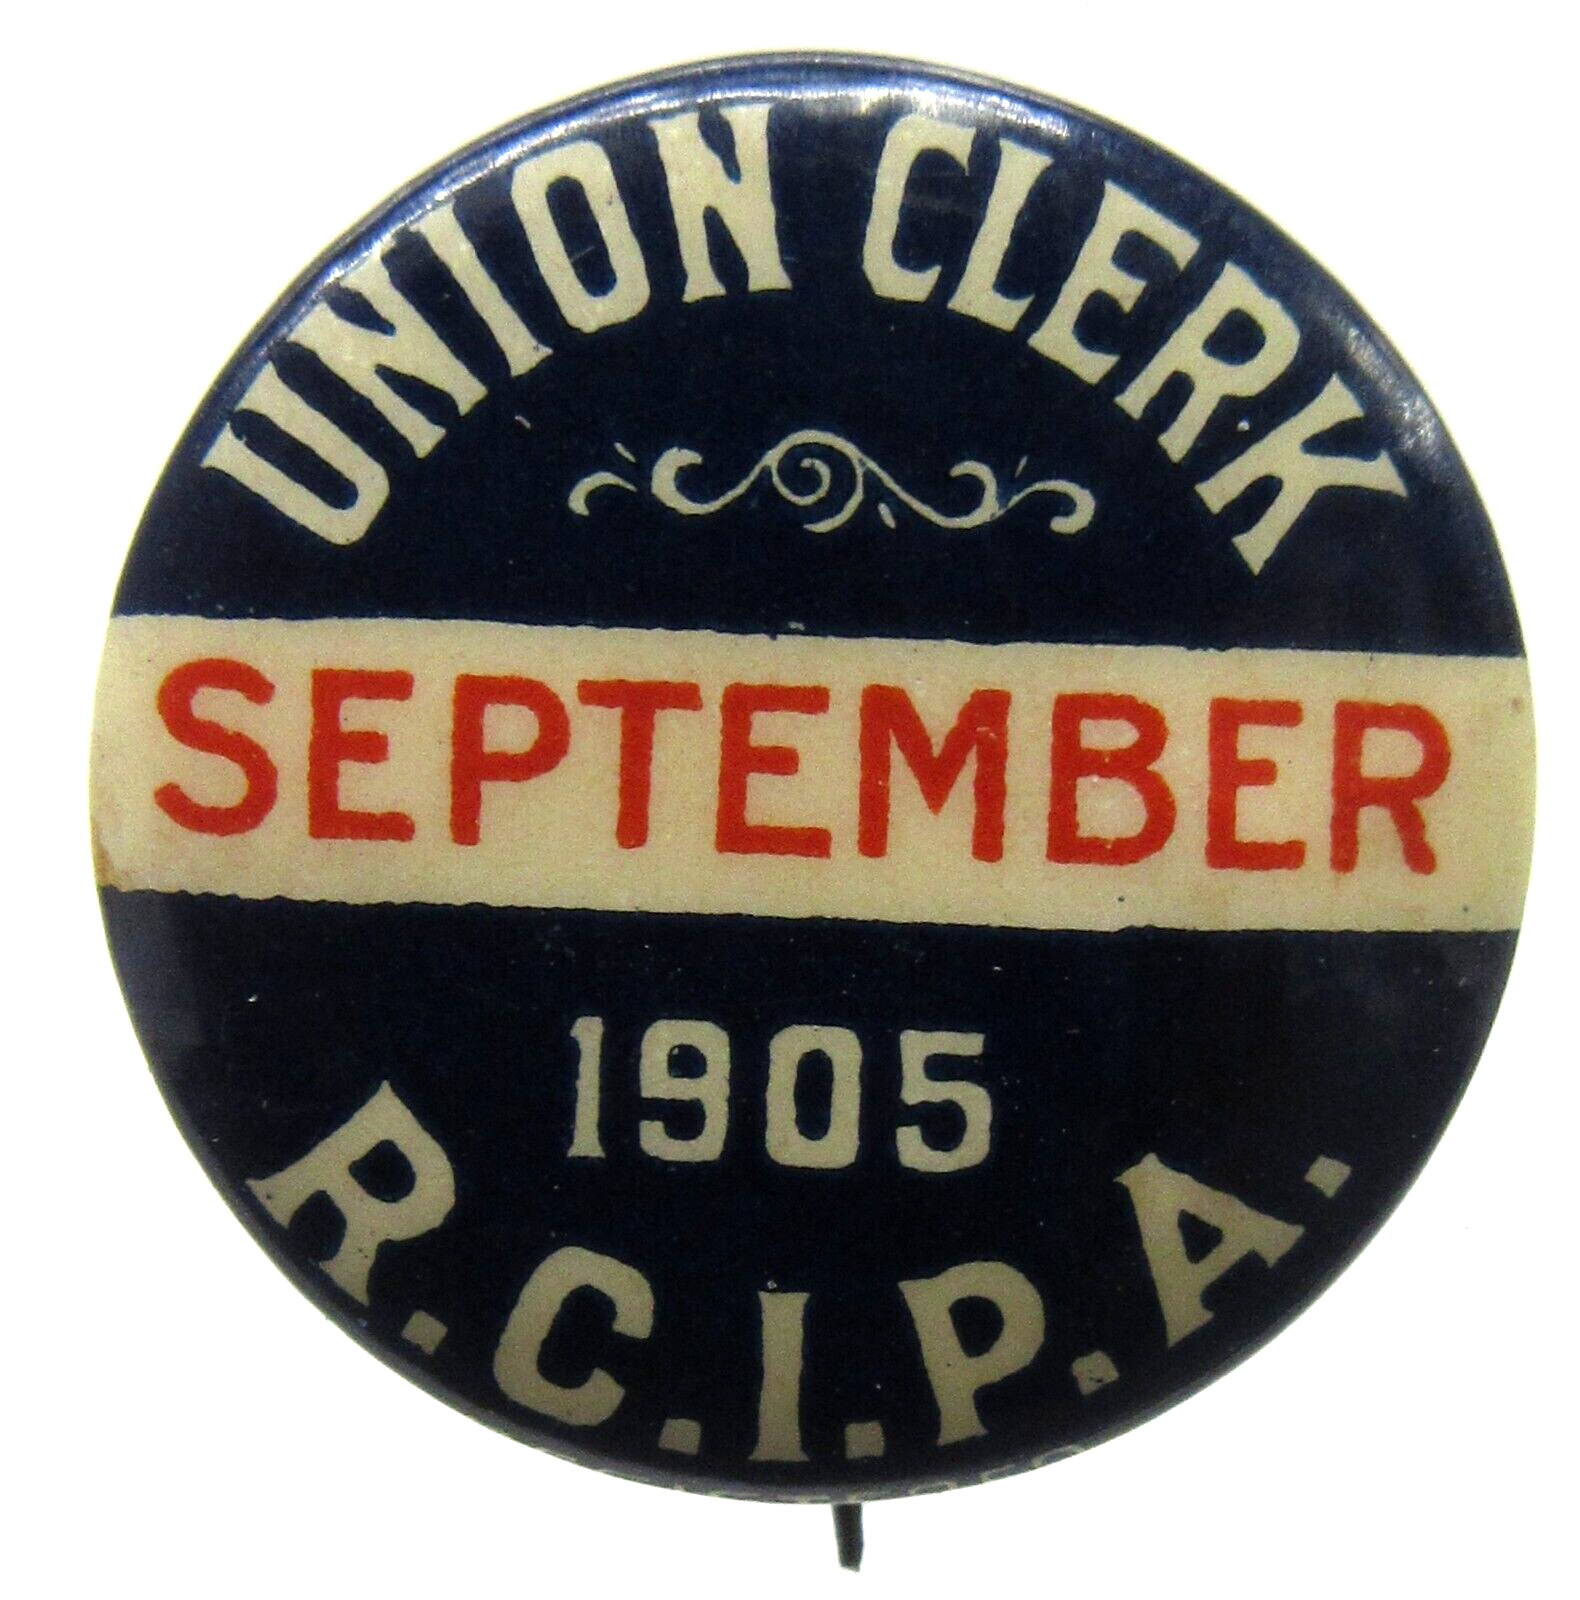 UNION CLERK
SEPTEMBER
1905
R.C.I.P.A.